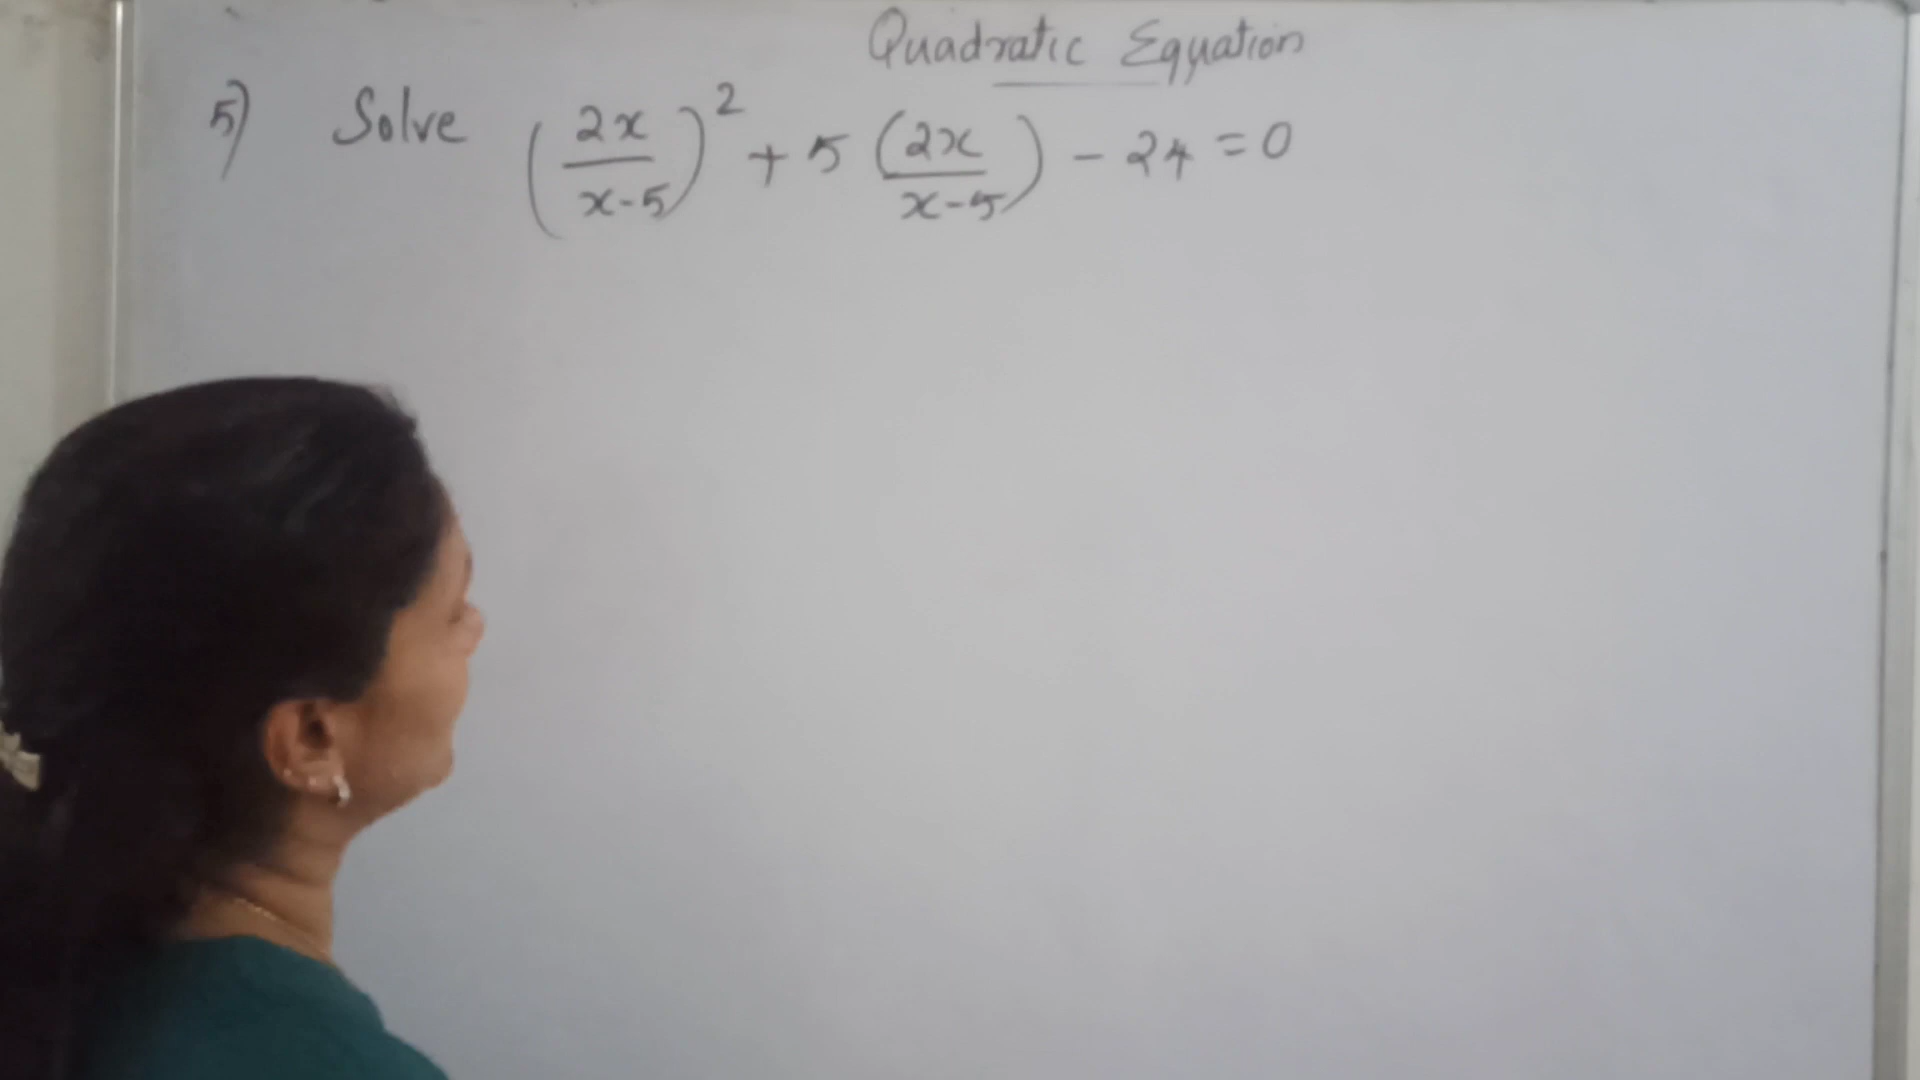 Quadratic Equation
5) Solve (2x/x-5)² + 5 (2x/x-5) - 24 = 0